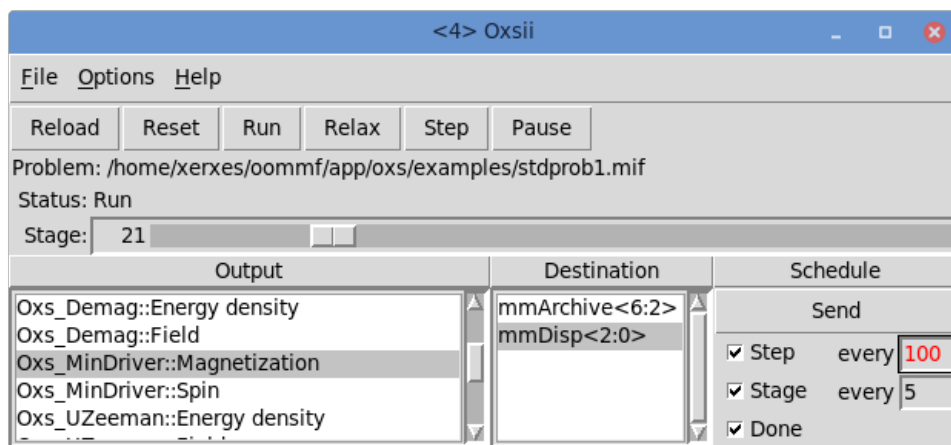 <4> Oxsii
File Options Help
Reload Reset Run Relax Step Pause
Problem: /home/xerxes/oommf/app/oxs/examples/stdprob1.mif
Status: Run
Stage: 21
Output Destination Schedule
Oxs_Demag::Energy density mmArchive<6:2> Send
Oxs_Demag::Field mmDisp<2:0>
Oxs_MinDriver::Magnetization Step every 100
Oxs_MinDriver::Spin Stage every 5
Oxs_UZeeman::Energy density Done